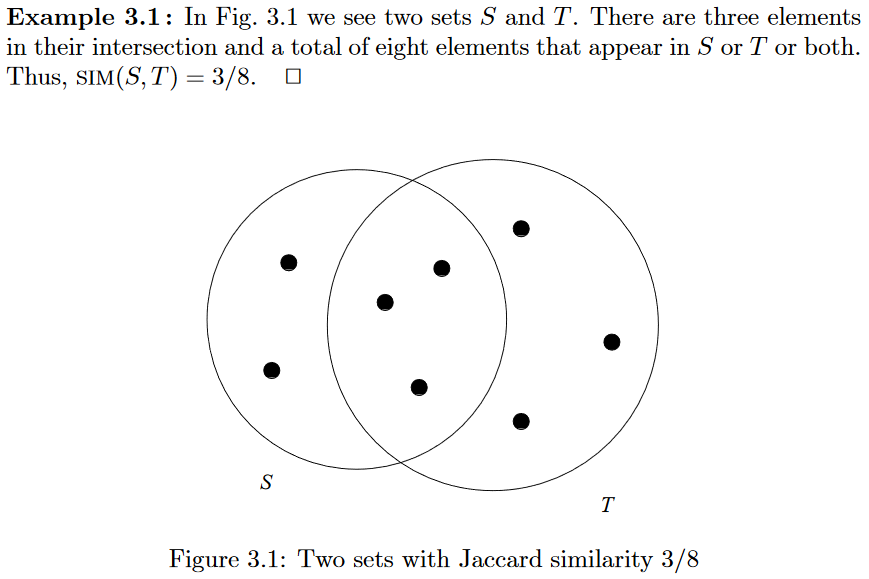 Example 3.1: In Fig. 3.1 we see two sets S and T. There are three elements
in their intersection and a total of eight elements that appear in S or T or both.
Thus, SIM(S, T) = 3/8. □
S
T
Figure 3.1: Two sets with Jaccard similarity 3/8